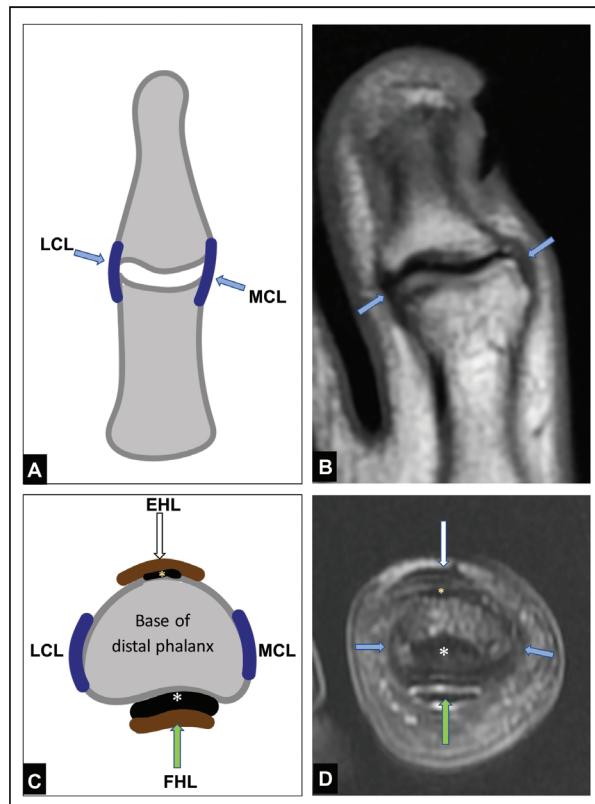 LCL
MCL
A
B
EHL
*
Base of
distal phalanx
LCL
MCL
*
FHL
C
*
*
D